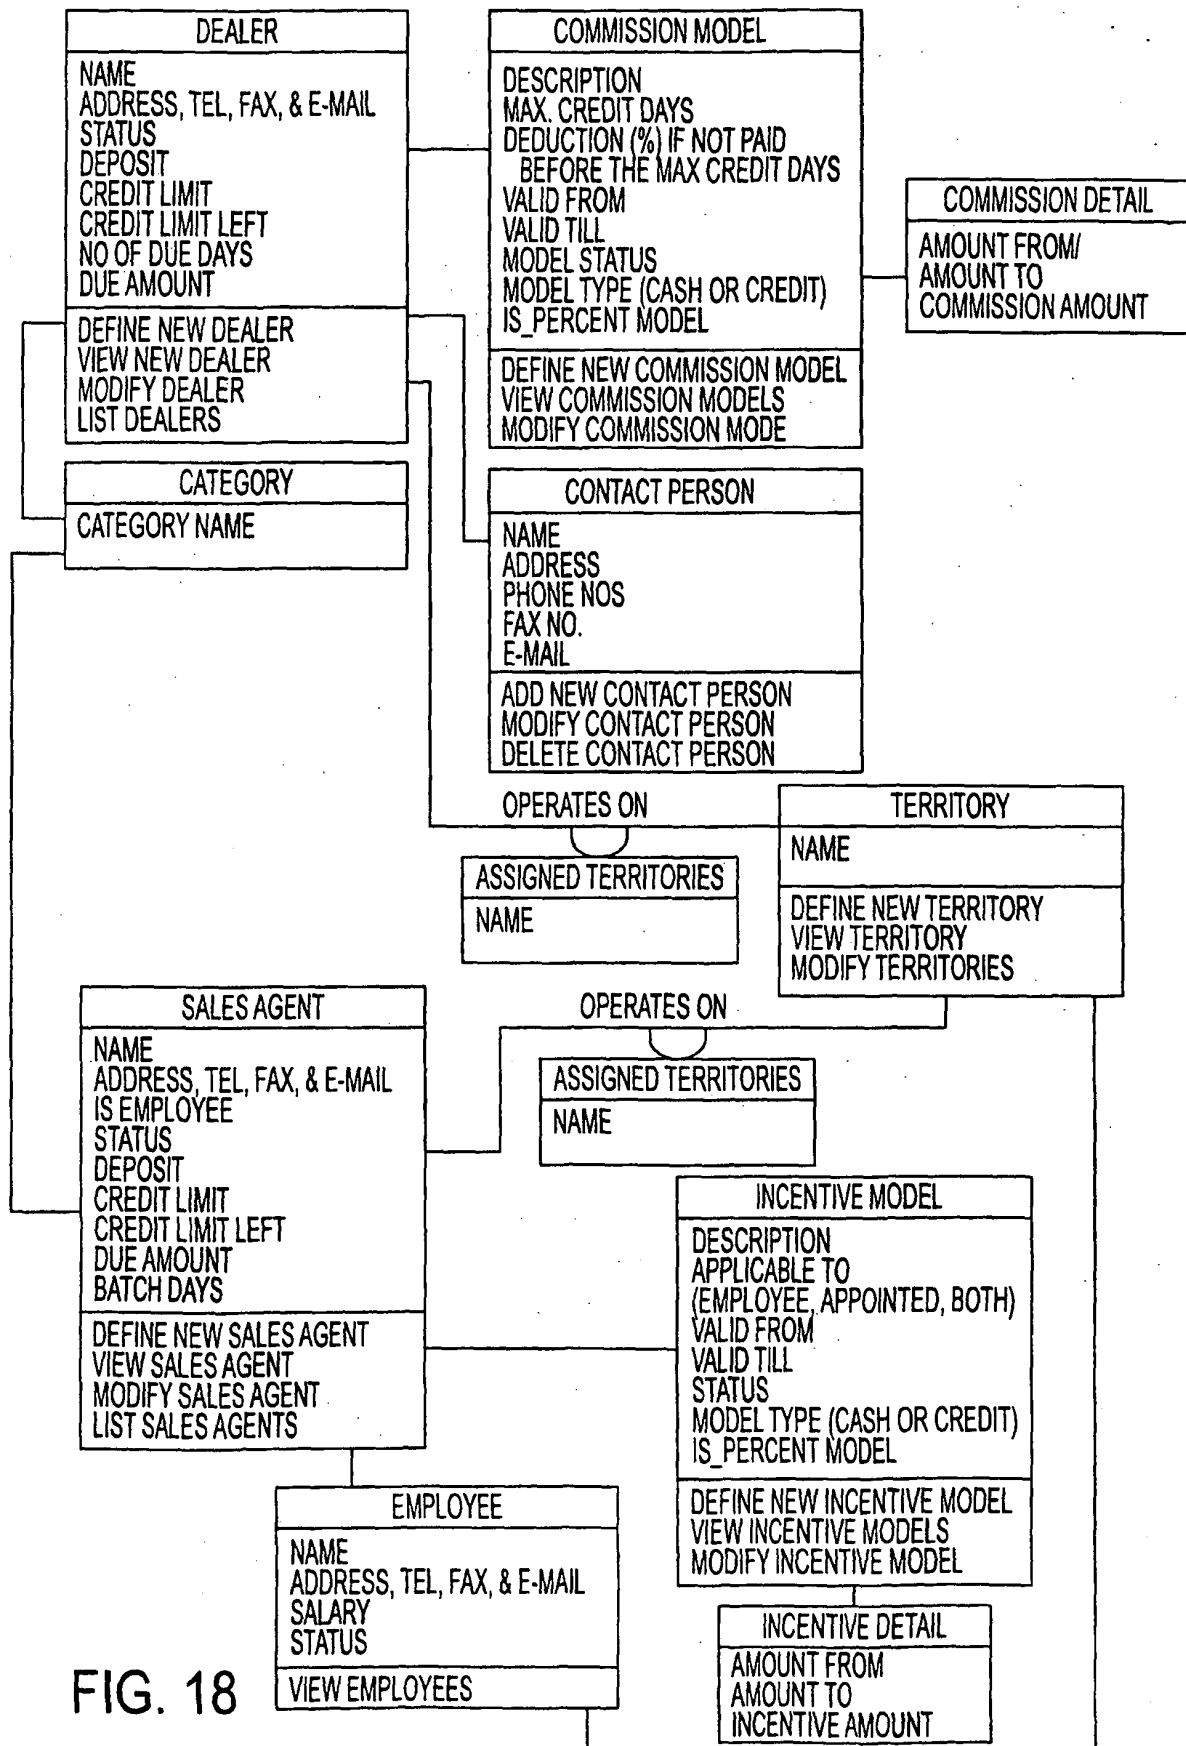 DEALER
NAME
ADDRESS, TEL, FAX, & E-MAIL
STATUS
DEPOSIT
CREDIT LIMIT
CREDIT LIMIT LEFT
NO OF DUE DAYS
DUE AMOUNT
DEFINE NEW DEALER
VIEW NEW DEALER
MODIFY DEALER
LIST DEALERS
COMMISSION MODEL
DESCRIPTION
MAX. CREDIT DAYS
DEDUCTION (%) IF NOT PAID
BEFORE THE MAX CREDIT DAYS
VALID FROM
VALID TILL
MODEL STATUS
MODEL TYPE (CASH OR CREDIT)
IS_PERCENT MODEL
DEFINE NEW COMMISSION MODEL
VIEW COMMISSION MODELS
MODIFY COMMISSION MODE
COMMISSION DETAIL
AMOUNT FROM/
AMOUNT TO
COMMISSION AMOUNT
CATEGORY
CATEGORY NAME
CONTACT PERSON
NAME
ADDRESS
PHONE NOS
FAX NO.
E-MAIL
ADD NEW CONTACT PERSON
MODIFY CONTACT PERSON
DELETE CONTACT PERSON
OPERATES ON
ASSIGNED TERRITORIES
NAME
TERRITORY
NAME
DEFINE NEW TERRITORY
VIEW TERRITORY
MODIFY TERRITORIES
SALES AGENT
NAME
ADDRESS, TEL, FAX, & E-MAIL
IS EMPLOYEE
STATUS
DEPOSIT
CREDIT LIMIT
CREDIT LIMIT LEFT
DUE AMOUNT
BATCH DAYS
DEFINE NEW SALES AGENT
VIEW SALES AGENT
MODIFY SALES AGENT
LIST SALES AGENTS
OPERATES ON
ASSIGNED TERRITORIES
NAME
INCENTIVE MODEL
DESCRIPTION
APPLICABLE TO
(EMPLOYEE, APPOINTED, BOTH)
VALID FROM
VALID TILL
STATUS
MODEL TYPE (CASH OR CREDIT)
IS_PERCENT MODEL
DEFINE NEW INCENTIVE MODEL
VIEW INCENTIVE MODELS
MODIFY INCENTIVE MODEL
EMPLOYEE
NAME
ADDRESS, TEL, FAX, & E-MAIL
SALARY
STATUS
VIEW EMPLOYEES
INCENTIVE DETAIL
AMOUNT FROM
AMOUNT TO
INCENTIVE AMOUNT
FIG. 18